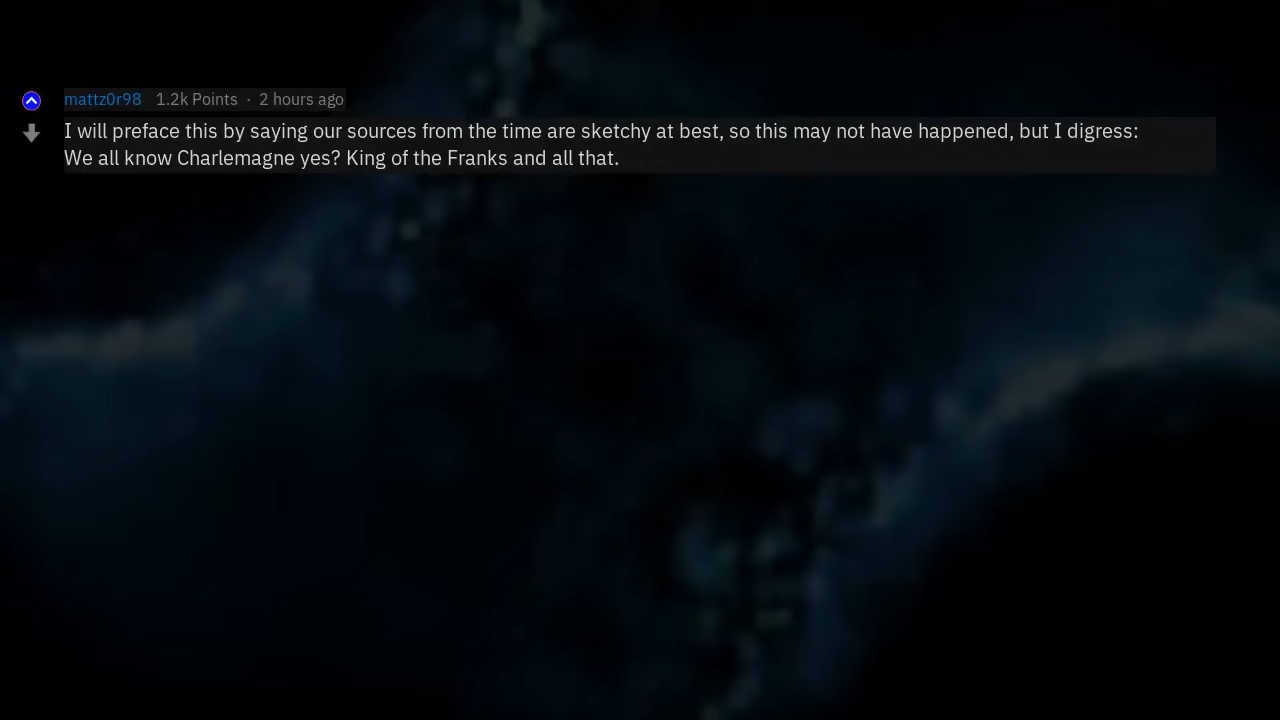 mattz0r98 1.2k Points · 2 hours ago
I will preface this by saying our sources from the time are sketchy at best, so this may not have happened, but I digress:
We all know Charlemagne yes? King of the Franks and all that.